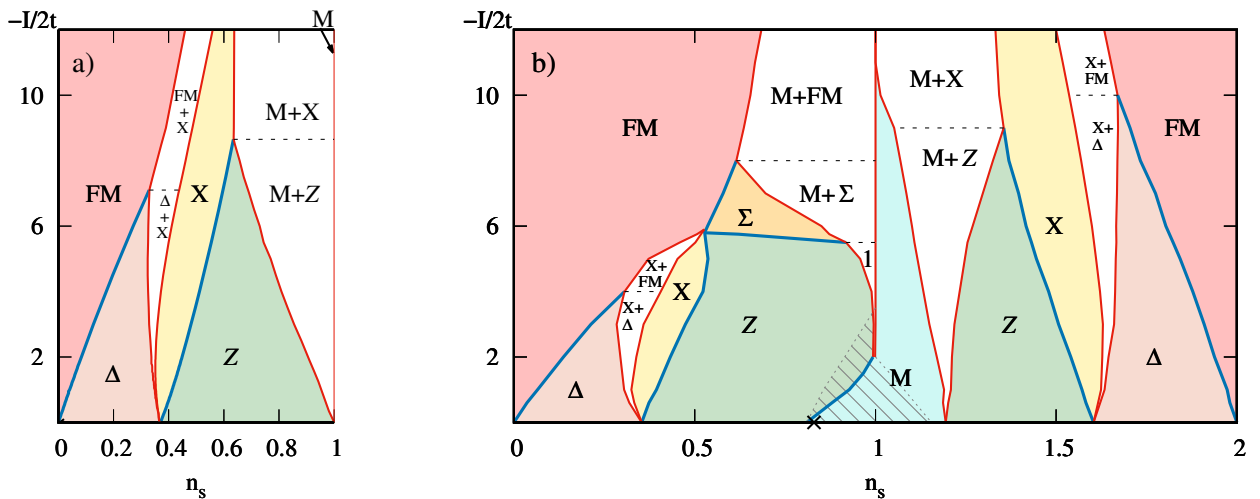 −I/2t
M
−I/2t
a)
b)
10
6
2
FM
FM
+
X
X
M+X
Δ
+
X
M+Z
Δ
Z
0
0.2
0.4
0.6
0.8
1
n_s
10
6
2
FM
M+FM
M+X
X+
FM
FM
M+Σ
M+Z
X+
Δ
Σ
1
X
X+
FM
X
X+
Δ
Z
Z
M
Δ
Δ
0
0.5
1
1.5
2
n_s